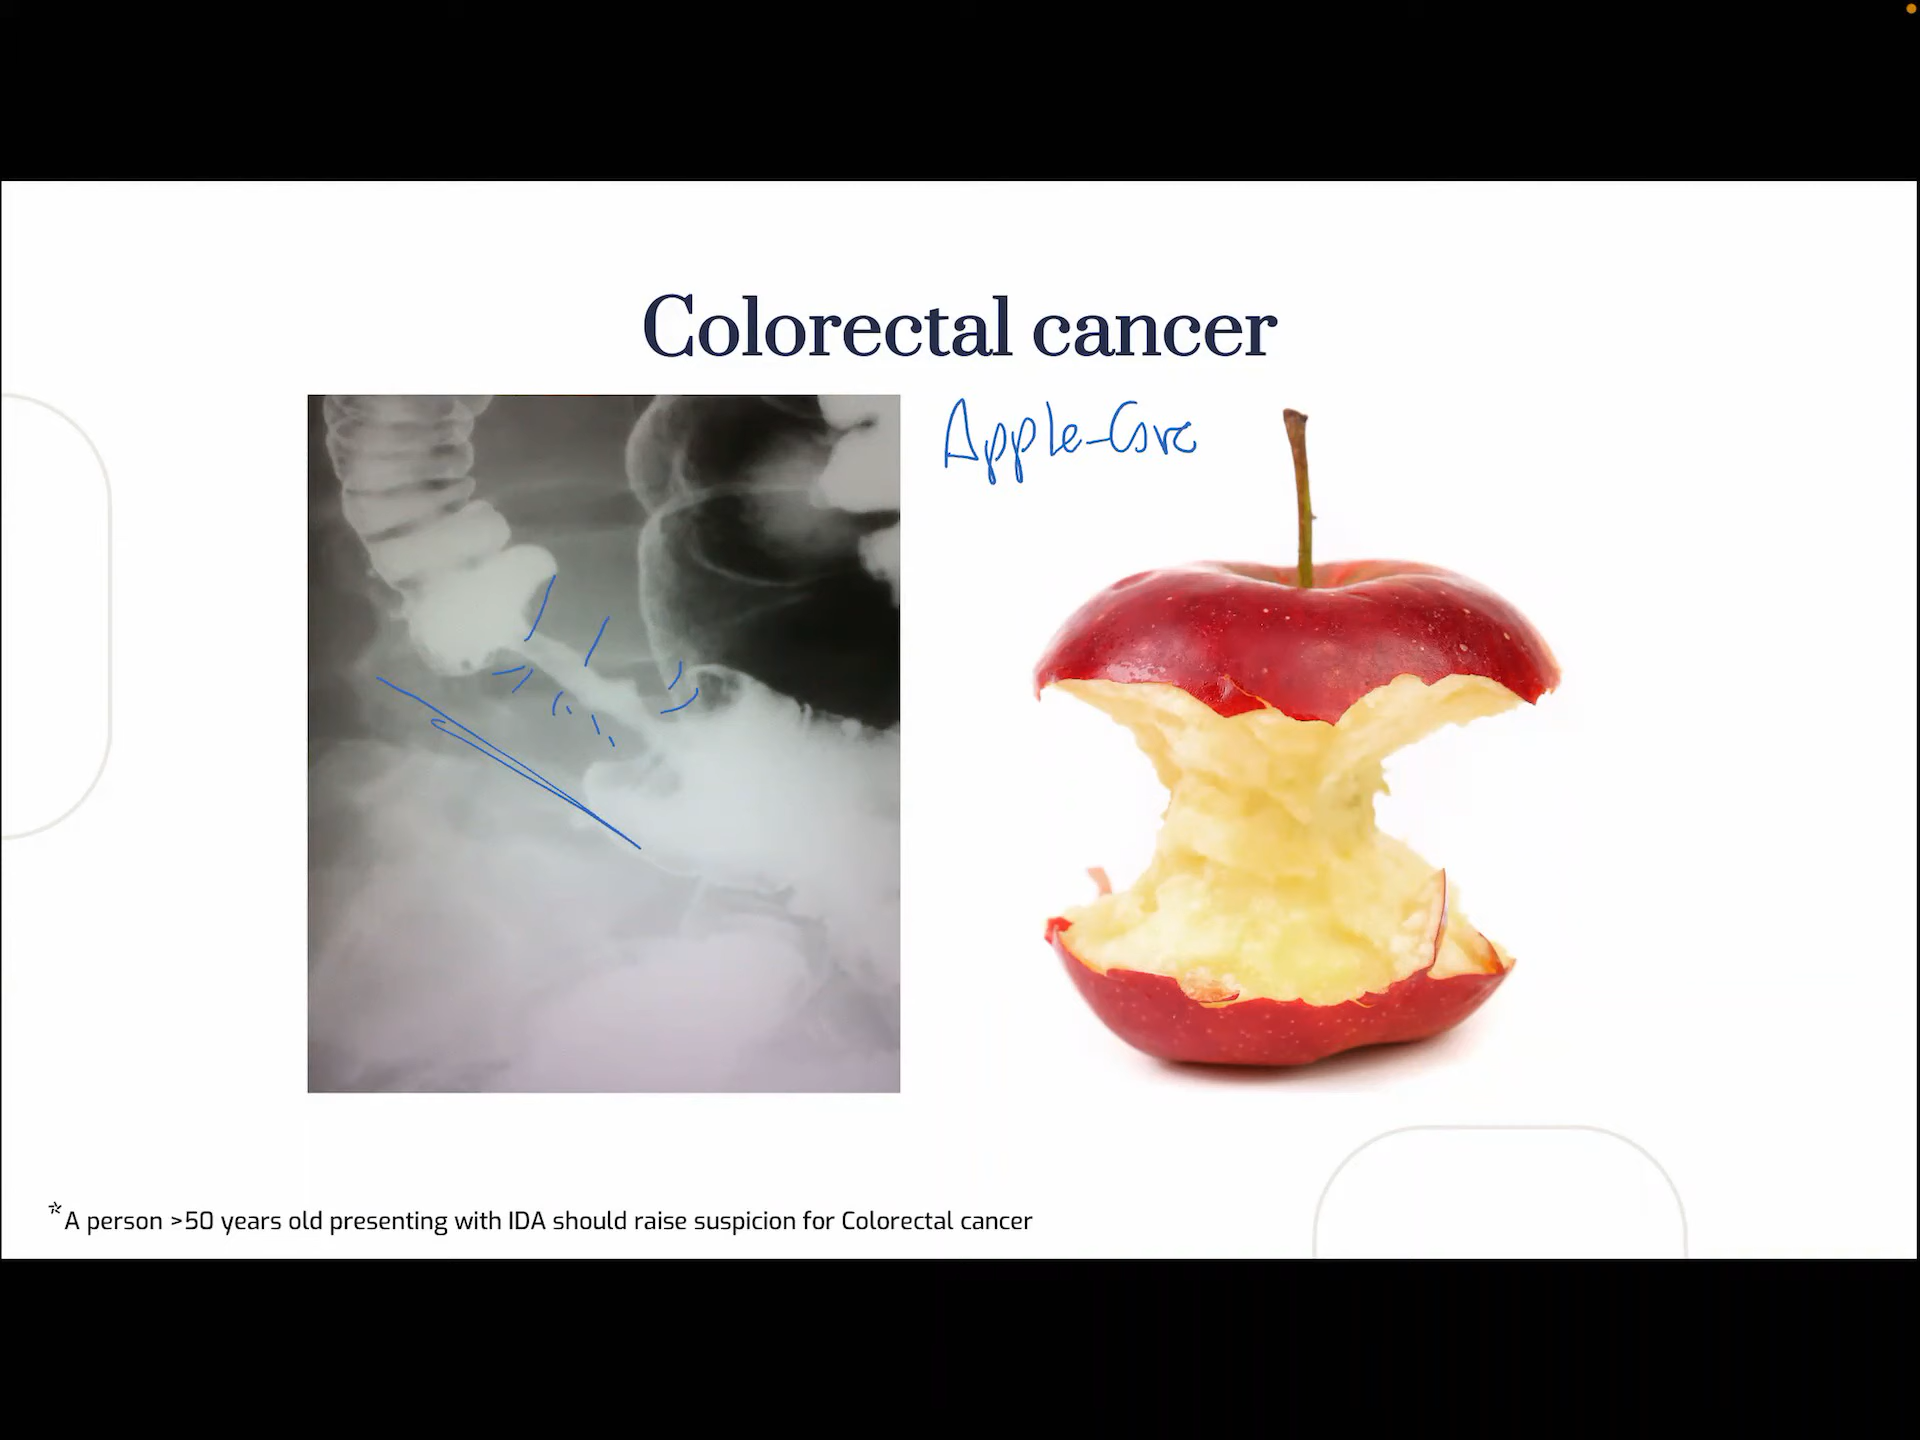 Colorectal cancer
Apple-Core
*A person >50 years old presenting with IDA should raise suspicion for Colorectal cancer